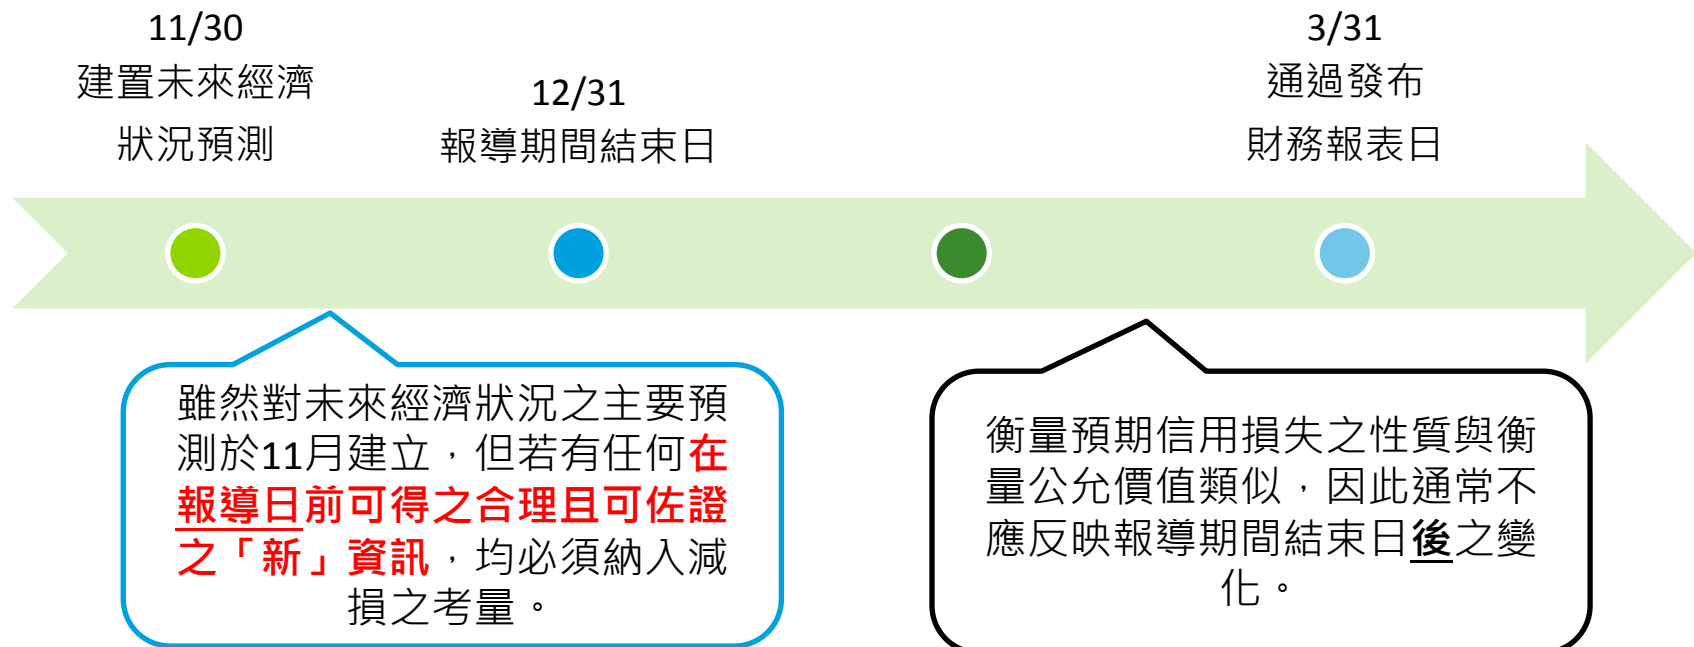 11/30
建置未來經濟
狀況預測
12/31
報導期間結束日
3/31
通過發布
財務報表日
雖然對未來經濟狀況之主要預
測於11月建立，但若有任何在
報導日前可得之合理且可佐證
之「新」資訊，均必須納入減
損之考量。
衡量預期信用損失之性質與衡
量公允價值類似，因此通常不
應反映報導期間結束日後之變
化。